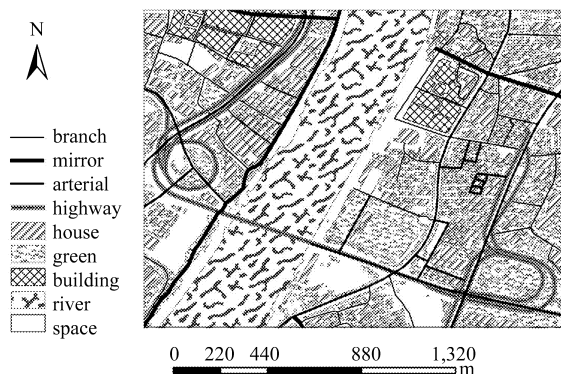 N
branch
mirror
arterial
highway
house
green
building
river
space
0 220 440 880 1,320
m